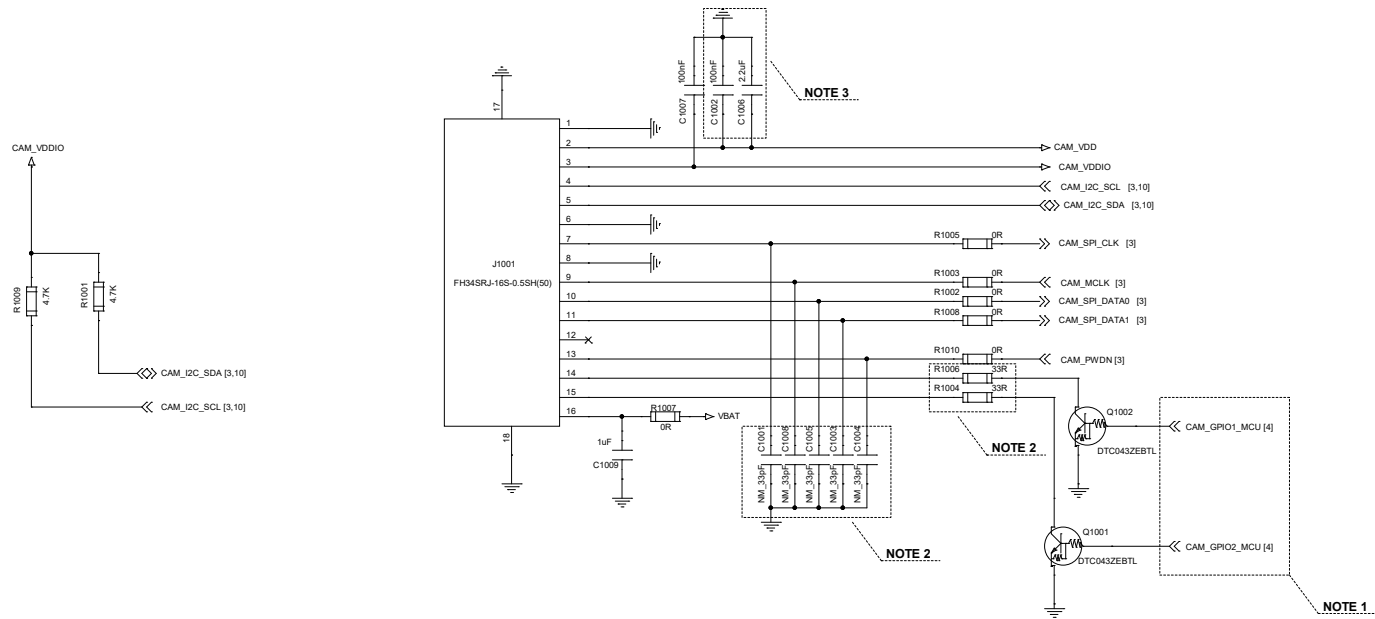 100nF
100nF
2.2uF
C1007
C1002
C1006
NOTE 3
17
CAM_VDDIO
1
2
CAM_VDD
3
CAM_VDDIO
4
CAM_I2C_SCL [3,10]
5
CAM_I2C_SDA [3,10]
6
7
R1005
0R
CAM_SPI_CLK [3]
8
J1001
FH34SRJ-16S-0.5SH(50)
9
R1003
0R
CAM_MCLK [3]
10
R1002
0R
CAM_SPI_DATA0 [3]
11
R1008
0R
CAM_SPI_DATA1 [3]
12
13
R1010
0R
CAM_PWDN [3]
14
R1006
33R
15
R1004
33R
16
R1007
0R
VBAT
R1009
4.7K
R1001
4.7K
CAM_I2C_SDA [3,10]
CAM_I2C_SCL [3,10]
18
1uF
C1009
C1001
C1008
C1005
C1003
C1004
NM_33pF
NM_33pF
NM_33pF
NM_33pF
NM_33pF
NOTE 2
NOTE 2
Q1002
DTC043ZEBTL
CAM_GPIO1_MCU [4]
Q1001
DTC043ZEBTL
CAM_GPIO2_MCU [4]
NOTE 1